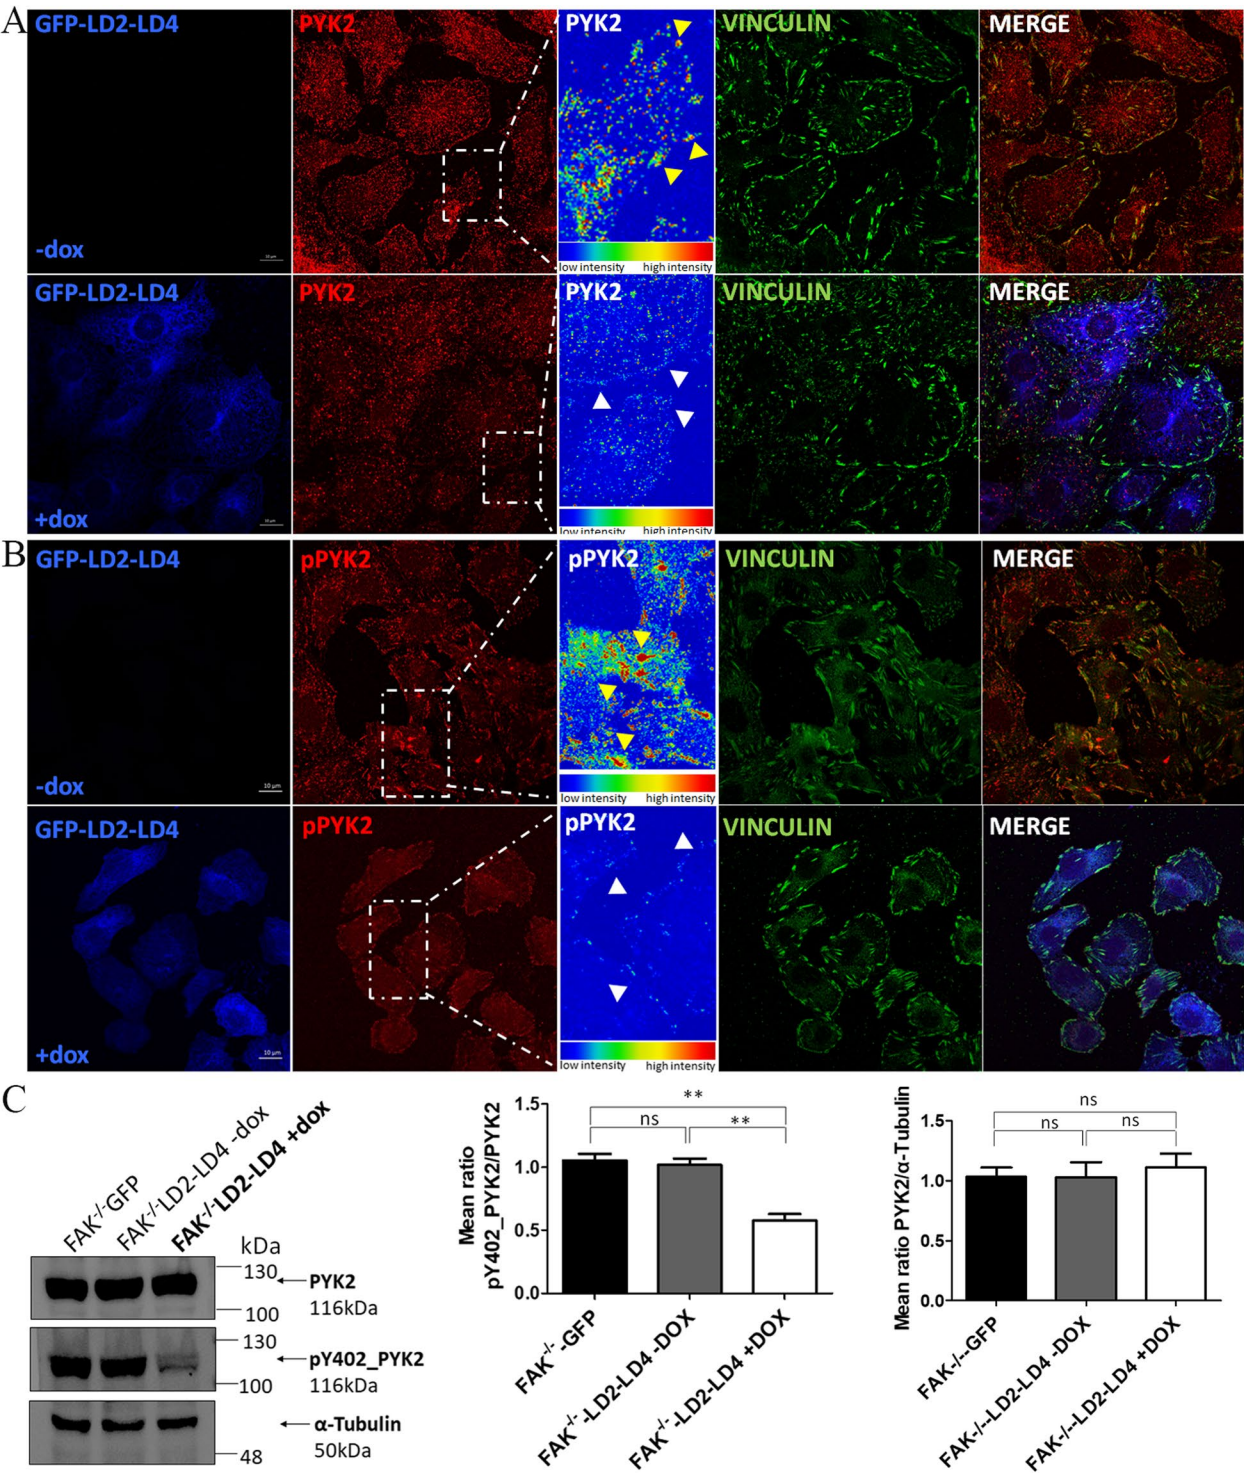 A
GFP-LD2-LD4 PYK2 PYK2 VINCULIN MERGE
-dox
low intensity high intensity
GFP-LD2-LD4 PYK2 PYK2 VINCULIN MERGE
+dox
low intensity high intensity
B
GFP-LD2-LD4 pPYK2 pPYK2 VINCULIN MERGE
-dox 10 µm
low intensity high intensity
GFP-LD2-LD4 pPYK2 pPYK2 VINCULIN MERGE
+dox 10 µm
low intensity high intensity
C
FAK-/-GFP
FAK-/-LD2-LD4 -dox
FAK-/-LD2-LD4 +dox
kDa
130
PYK2
116kDa
100
130
pY402_PYK2
116kDa
100
α-Tubulin
50kDa
48
Mean ratio
pY402_PYK2/PYK2
1.5
1.0
0.5
0.0
**
ns **
FAK-/- -GFP
FAK-/- -LD2-LD4 -DOX
FAK-/- -LD2-LD4 +DOX
Mean ratio PYK2/α-Tubulin
1.5
1.0
0.5
0.0
ns
ns ns
FAK-/--GFP
FAK-/--LD2-LD4 -DOX
FAK-/--LD2-LD4 +DOX